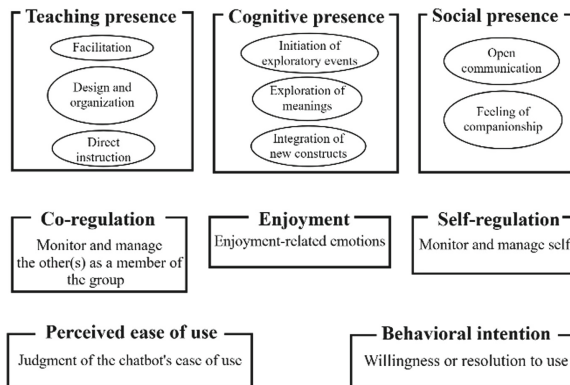 Teaching presence
Facilitation
Design and
organization
Direct
instruction
Cognitive presence
Initiation of
exploratory events
Exploration of
meanings
Integration of
new constructs
Social presence
Open
communication
Feeling of
companionship
Co-regulation
Monitor and manage
the other(s) as a member of
the group
Enjoyment
Enjoyment-related emotions
Self-regulation
Monitor and manage self
Perceived ease of use
Judgment of the chatbot's ease of use
Behavioral intention
Willingness or resolution to use